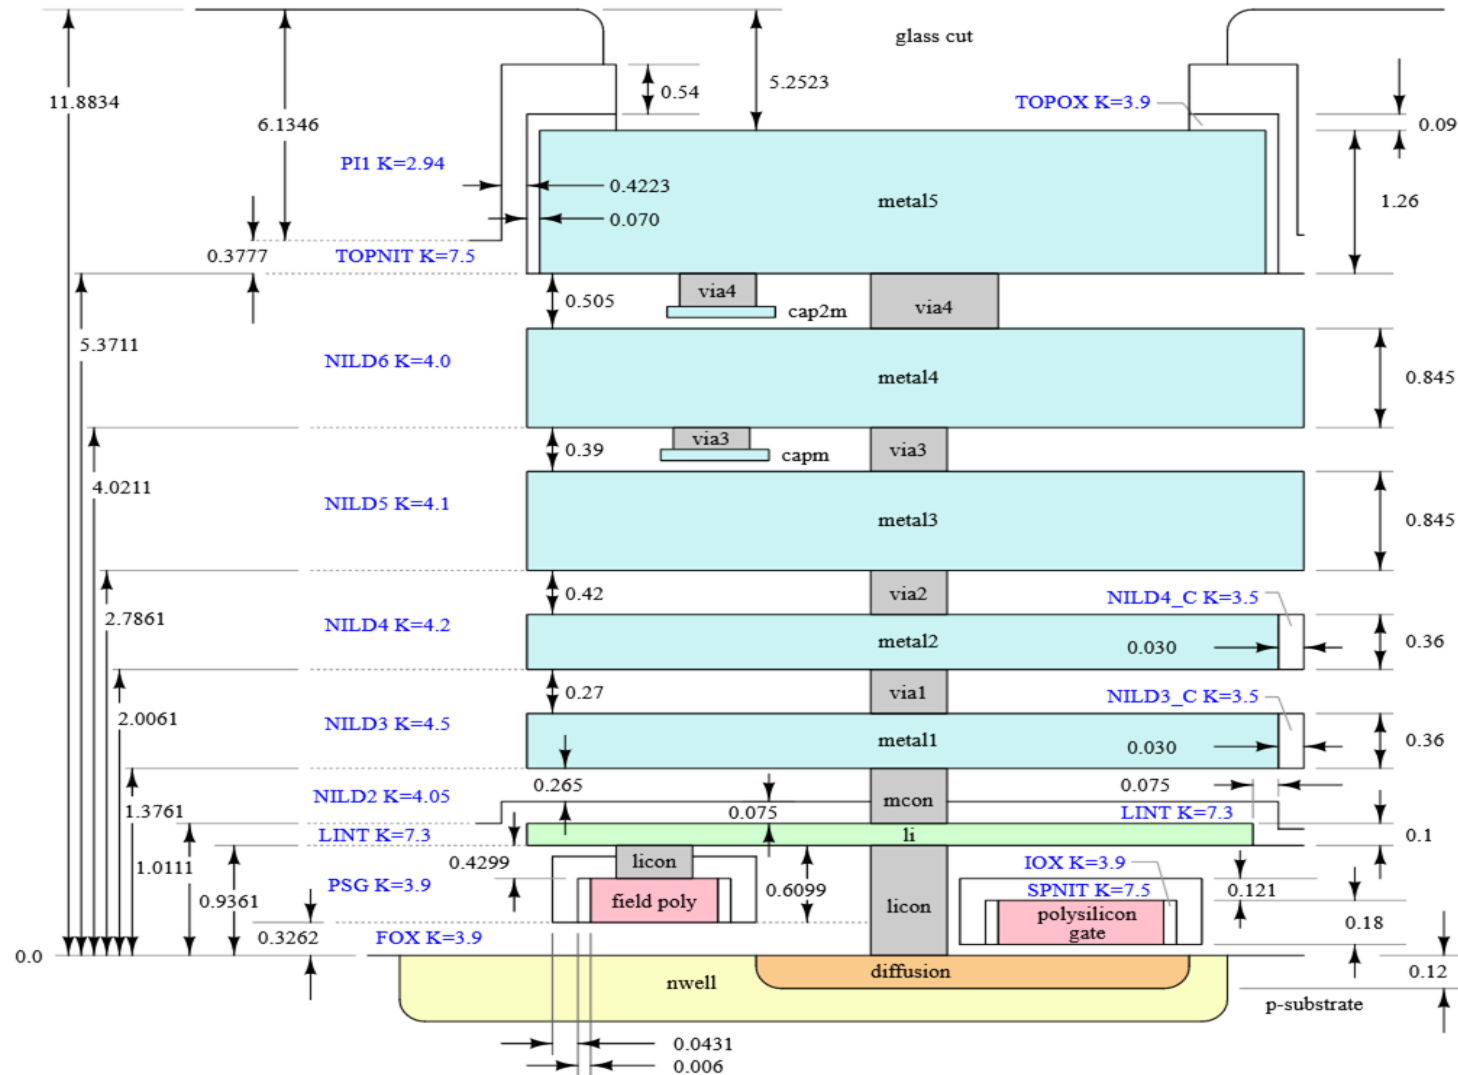 glass cut
11.8834
0.54
5.2523
TOPOX K=3.9
6.1346
0.09
PI1 K=2.94
0.4223
metal5
1.26
0.070
0.3777
TOPNIT K=7.5
0.505
via4
via4
cap2m
5.3711
NILD6 K=4.0
metal4
0.845
0.39
via3
via3
capm
4.0211
NILD5 K=4.1
metal3
0.845
0.42
via2
NILD4_C K=3.5
2.7861
NILD4 K=4.2
metal2
0.030
0.36
0.27
via1
NILD3_C K=3.5
2.0061
NILD3 K=4.5
metal1
0.030
0.36
0.265
0.075
NILD2 K=4.05
mcon
1.3761
0.075
LINT K=7.3
LINT K=7.3
li
0.1
1.0111
0.4299
licon
IOX K=3.9
PSG K=3.9
0.6099
SPNIT K=7.5
0.121
0.9361
field poly
licon
polysilicon
gate
0.18
0.3262
FOX K=3.9
0.0
diffusion
0.12
nwell
p-substrate
0.0431
0.006